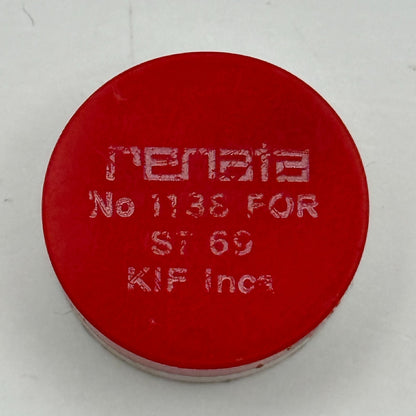 renata
No 1138 FOR
ST 69
KIF Inca